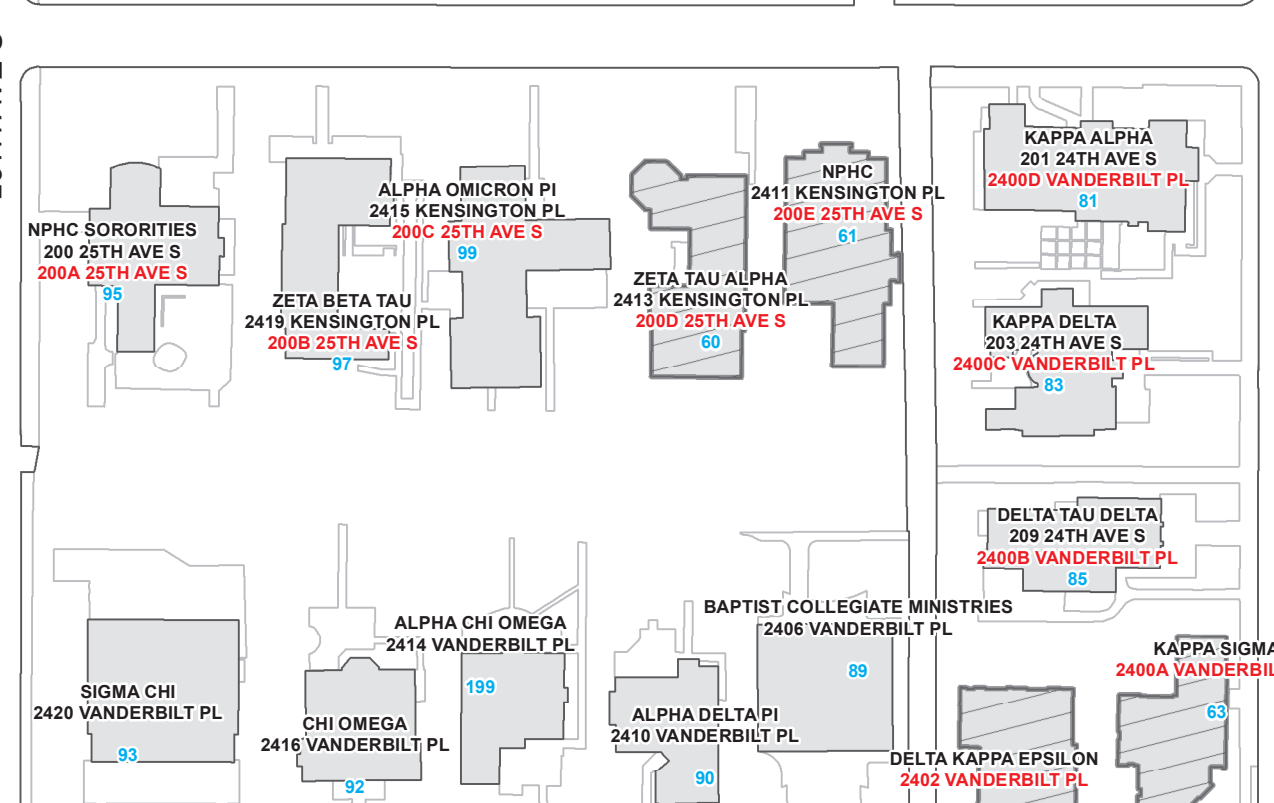 KAPPA ALPHA
201 24TH AVE S
2400D VANDERBILT PL
81
NPHC
2411 KENSINGTON PL
200E 25TH AVE S
61
ALPHA OMICRON PI
2415 KENSINGTON PL
200C 25TH AVE S
99
NPHC SORORITIES
200 25TH AVE S
200A 25TH AVE S
95
ZETA TAU ALPHA
2413 KENSINGTON PL
200D 25TH AVE S
60
ZETA BETA TAU
2419 KENSINGTON PL
200B 25TH AVE S
97
KAPPA DELTA
203 24TH AVE S
2400C VANDERBILT PL
83
DELTA TAU DELTA
209 24TH AVE S
2400B VANDERBILT PL
85
BAPTIST COLLEGIATE MINISTRIES
2406 VANDERBILT PL
89
ALPHA CHI OMEGA
2414 VANDERBILT PL
199
KAPPA SIGMA
2400A VANDERBIL
63
SIGMA CHI
2420 VANDERBILT PL
93
CHI OMEGA
2416 VANDERBILT PL
92
ALPHA DELTA PI
2410 VANDERBILT PL
90
DELTA KAPPA EPSILON
2402 VANDERBILT PL